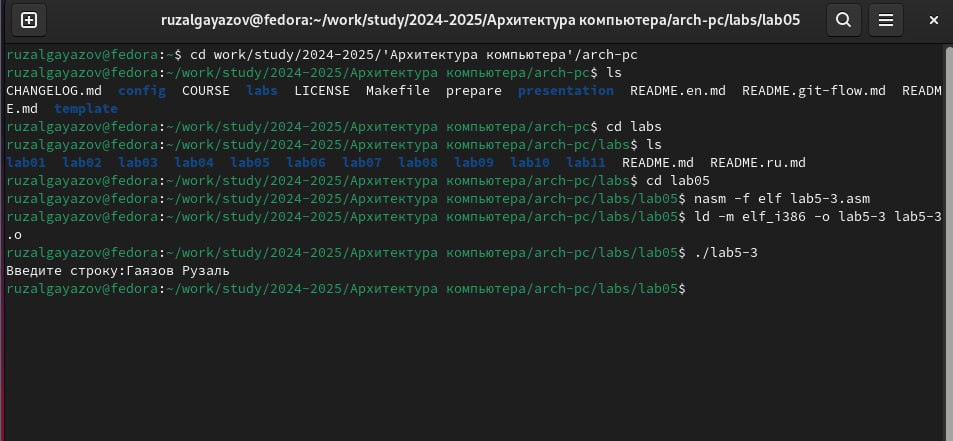 ruzalgayazov@fedora:~/work/study/2024-2025/Архитектура компьютера/arch-pc/labs/lab05
ruzalgayazov@fedora:~$ cd work/study/2024-2025/'Архитектура компьютера'/arch-pc
ruzalgayazov@fedora:~/work/study/2024-2025/Архитектура компьютера/arch-pc$ ls
CHANGELOG.md  config  COURSE  labs  LICENSE  Makefile  prepare  presentation  README.en.md  README.git-flow.md  READM
E.md  template
ruzalgayazov@fedora:~/work/study/2024-2025/Архитектура компьютера/arch-pc$ cd labs
ruzalgayazov@fedora:~/work/study/2024-2025/Архитектура компьютера/arch-pc/labs$ ls
lab01  lab02  lab03  lab04  lab05  lab06  lab07  lab08  lab09  lab10  lab11  README.md  README.ru.md
ruzalgayazov@fedora:~/work/study/2024-2025/Архитектура компьютера/arch-pc/labs$ cd lab05
ruzalgayazov@fedora:~/work/study/2024-2025/Архитектура компьютера/arch-pc/labs/lab05$ nasm -f elf lab5-3.asm
ruzalgayazov@fedora:~/work/study/2024-2025/Архитектура компьютера/arch-pc/labs/lab05$ ld -m elf_i386 -o lab5-3 lab5-3
.o
ruzalgayazov@fedora:~/work/study/2024-2025/Архитектура компьютера/arch-pc/labs/lab05$ ./lab5-3
Введите строку:Гаязов Рузаль
ruzalgayazov@fedora:~/work/study/2024-2025/Архитектура компьютера/arch-pc/labs/lab05$